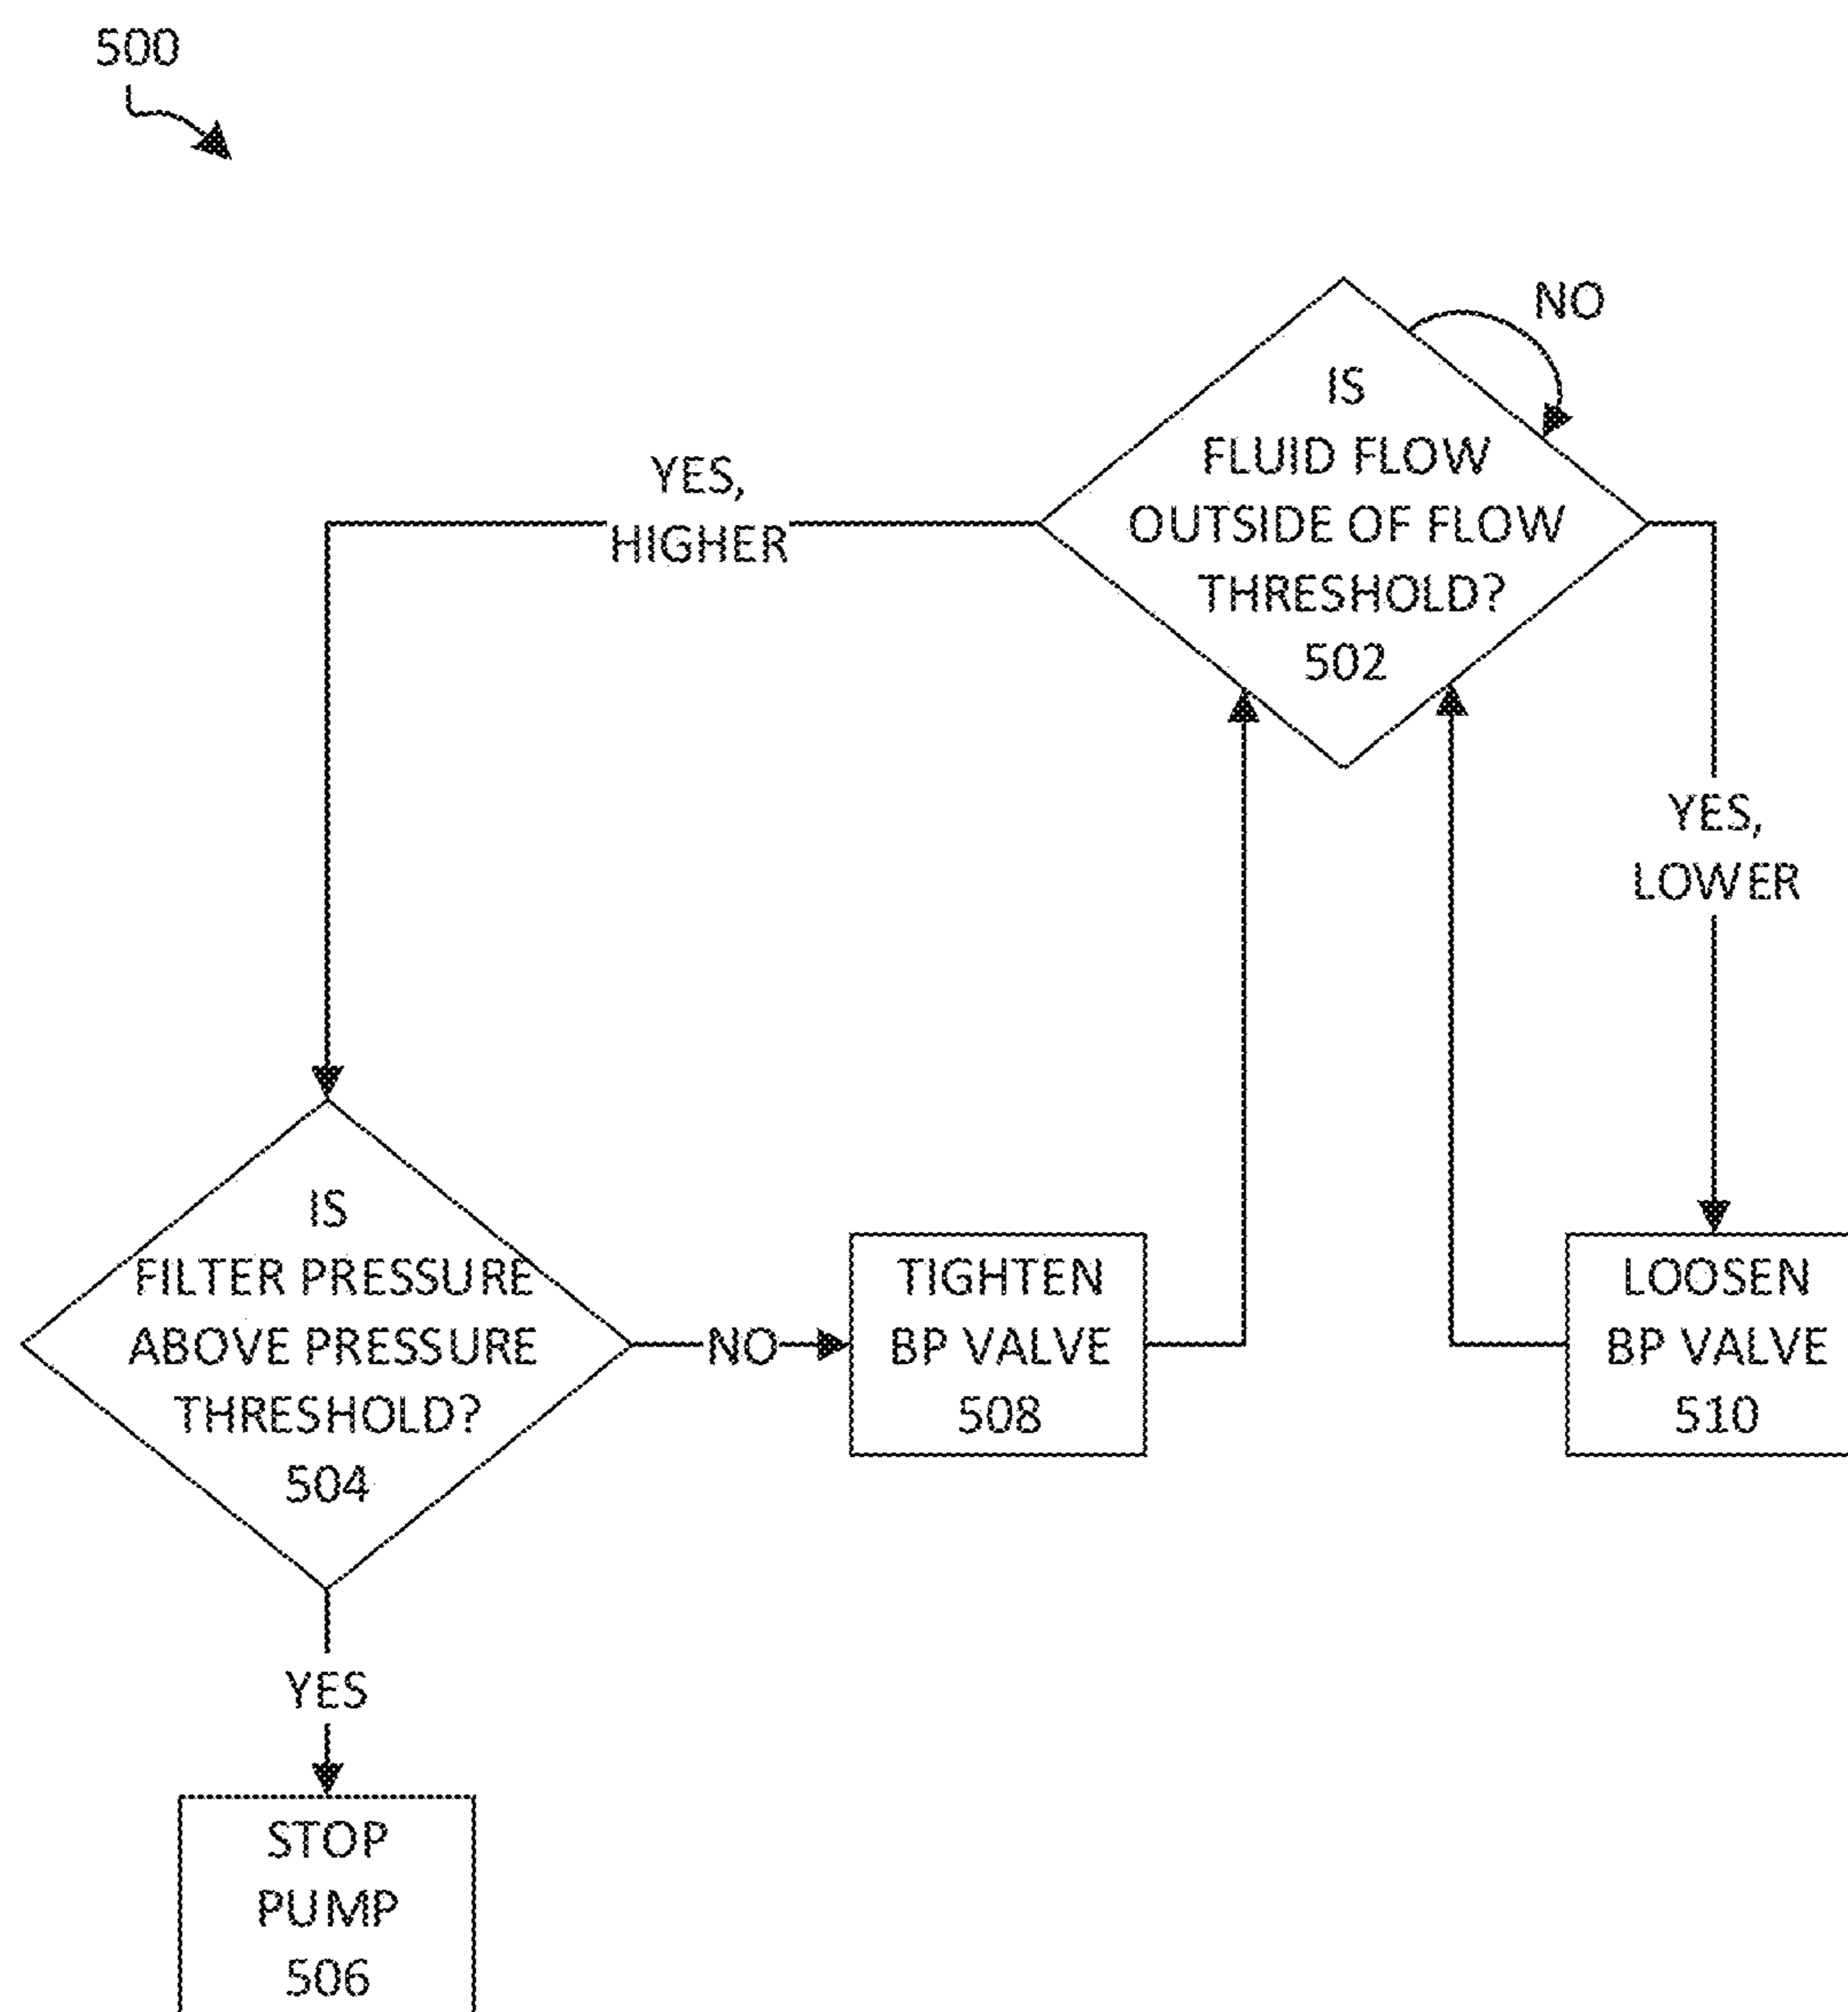 500
NO
IS
FLUID FLOW
OUTSIDE OF FLOW
THRESHOLD?
502
YES,
HIGHER
YES,
LOWER
IS
FILTER PRESSURE
ABOVE PRESSURE
THRESHOLD?
504
NO
TIGHTEN
BP VALVE
508
LOOSEN
BP VALVE
510
YES
STOP
PUMP
506